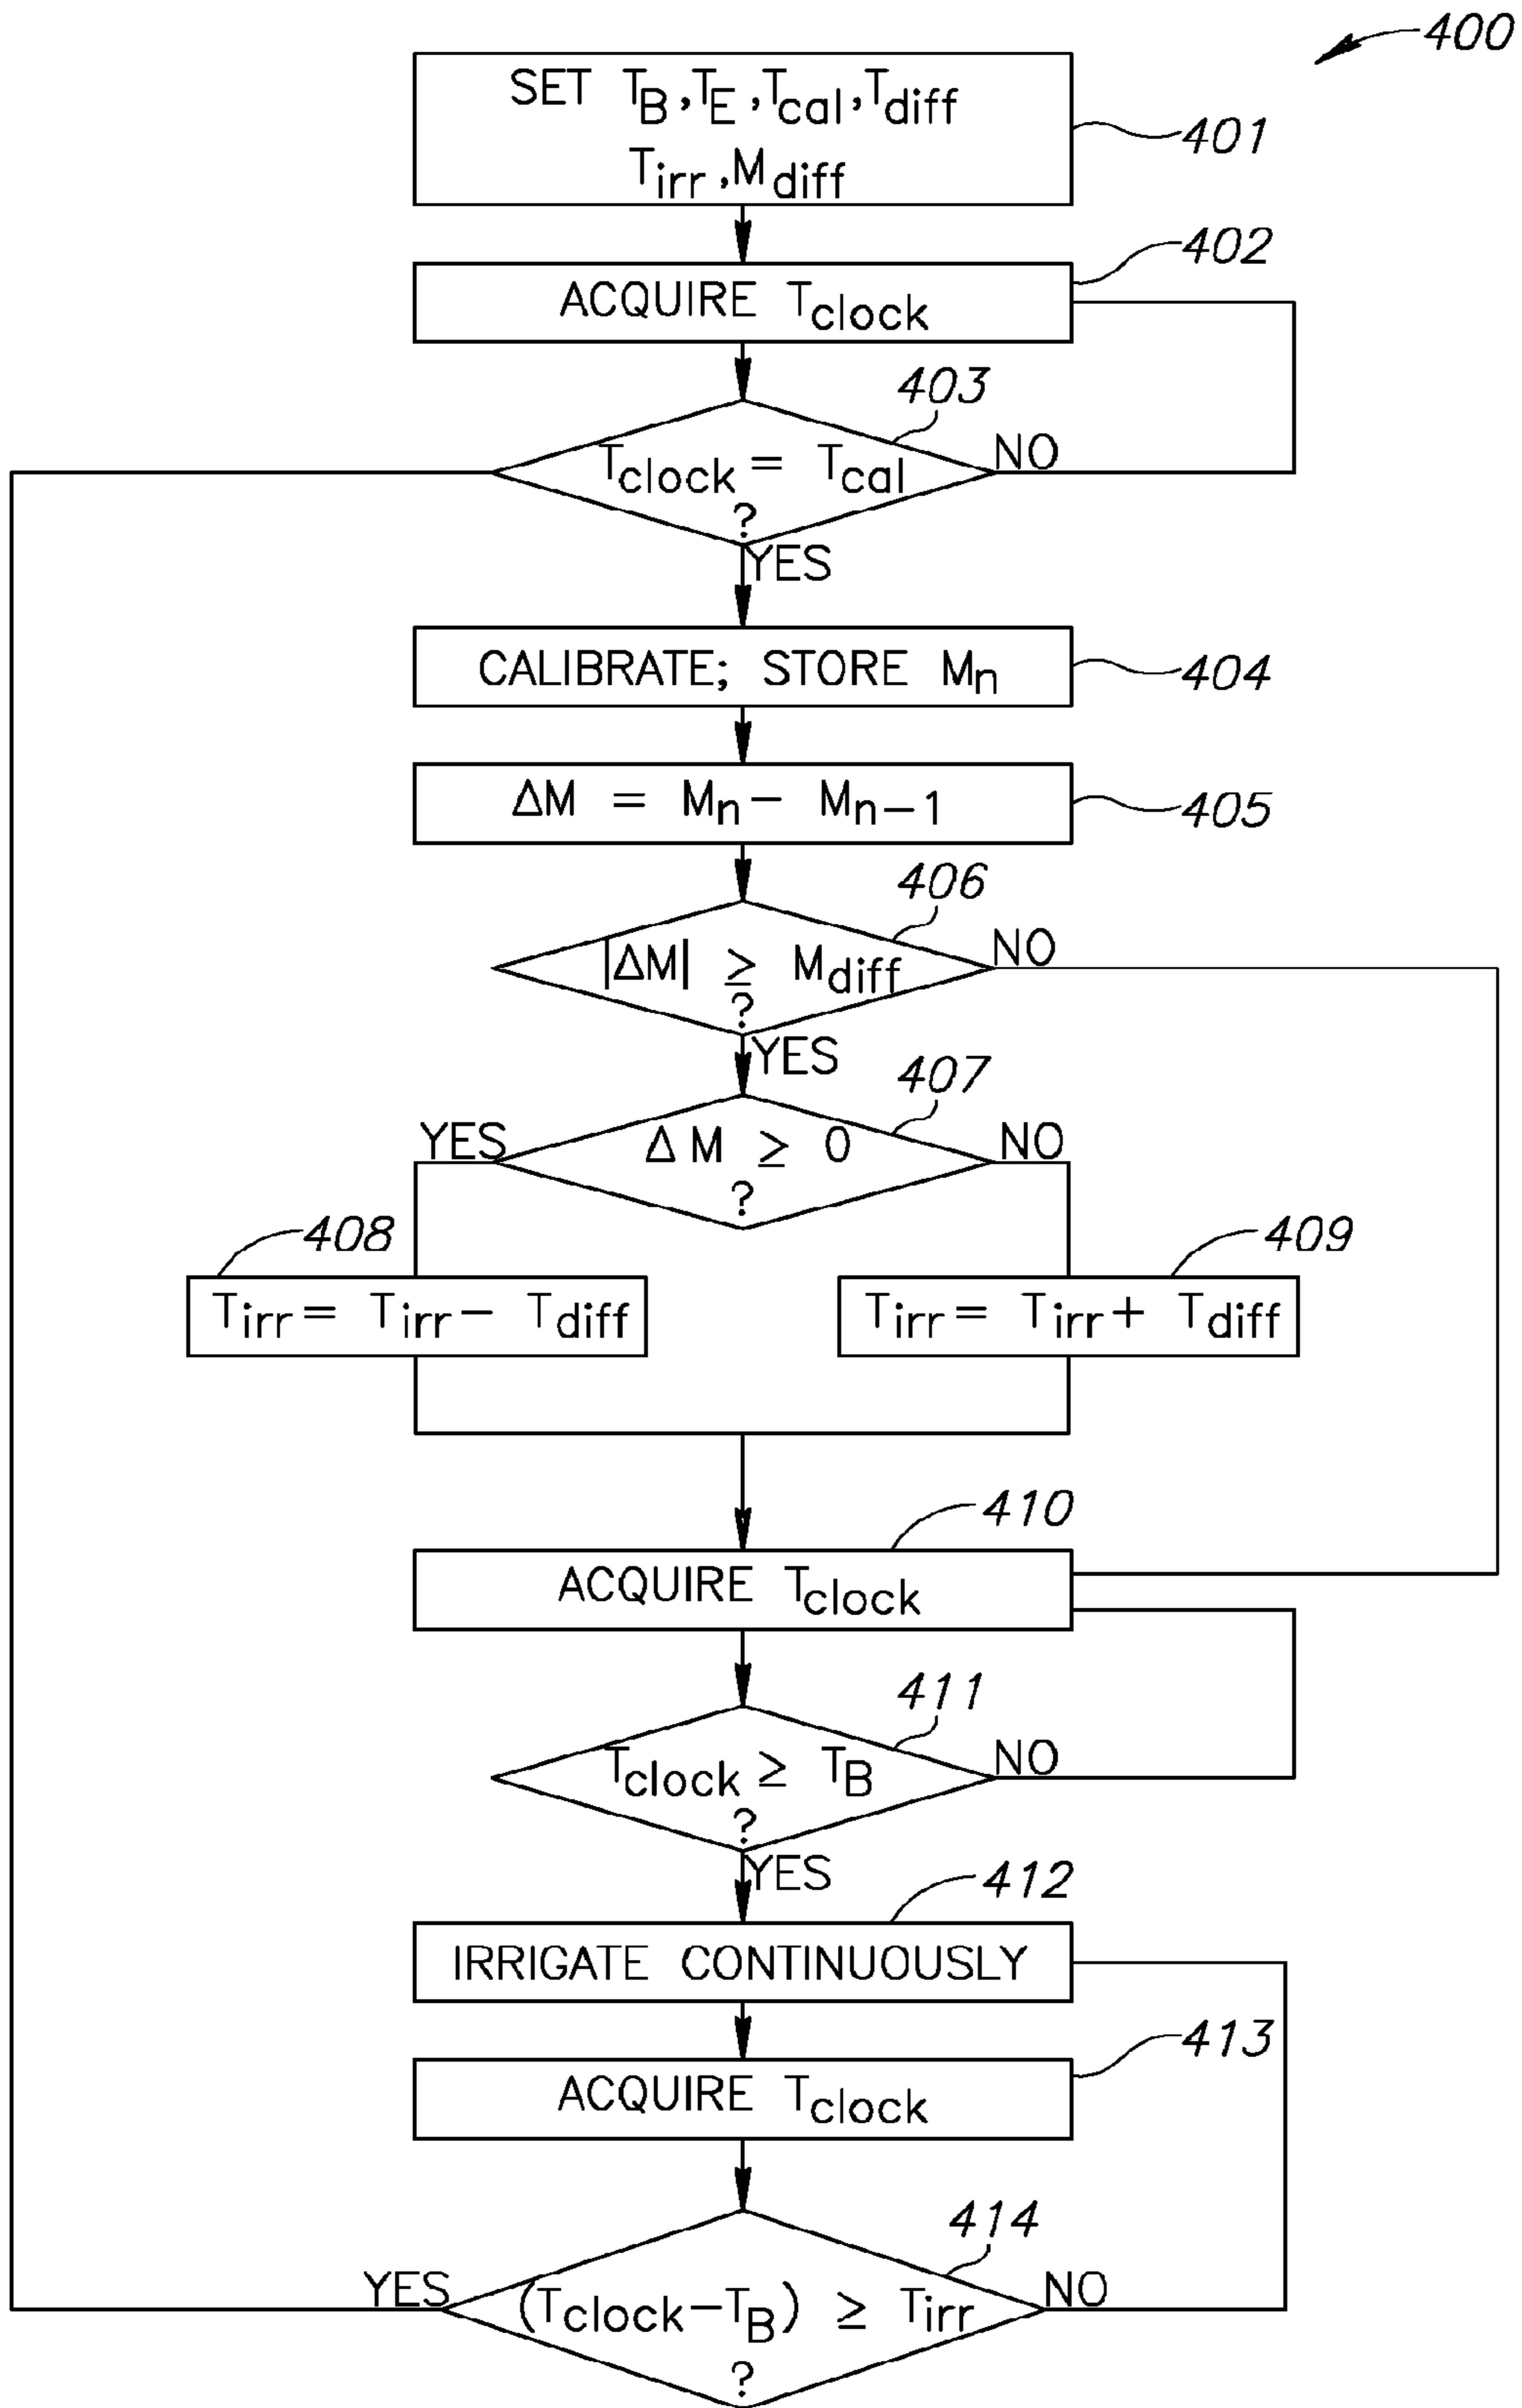 400
SET T_B, T_E, T_cal, T_diff
T_irr, M_diff
401
ACQUIRE T_clock
402
403
T_clock = T_cal
?
NO
YES
CALIBRATE; STORE M_n
404
ΔM = M_n - M_n-1
405
406
|ΔM| ≥ M_diff
?
NO
YES
407
ΔM ≥ 0
?
YES
NO
408
409
T_irr = T_irr - T_diff
T_irr = T_irr + T_diff
410
ACQUIRE T_clock
411
T_clock ≥ T_B
?
NO
YES
412
IRRIGATE CONTINUOUSLY
413
ACQUIRE T_clock
414
YES
(T_clock - T_B) ≥ T_irr
?
NO